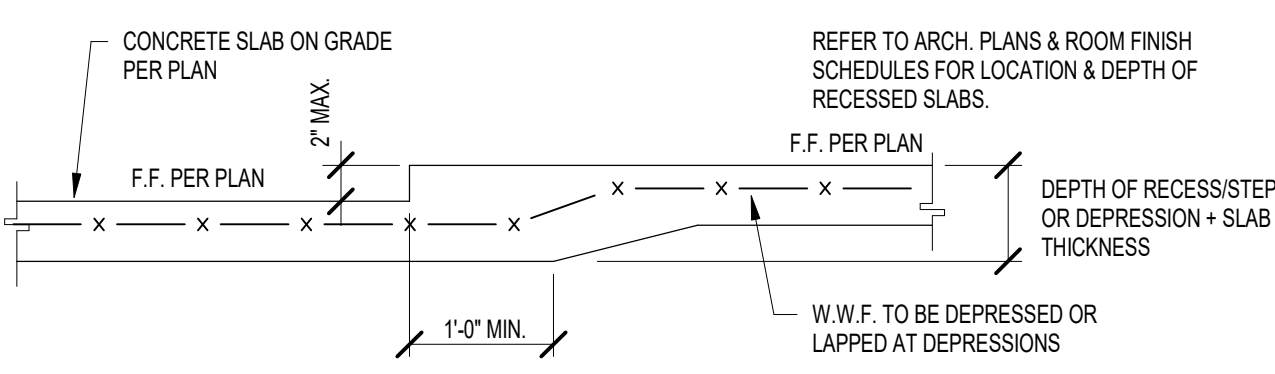 CONCRETE SLAB ON GRADE
PER PLAN
REFER TO ARCH. PLANS & ROOM FINISH
SCHEDULES FOR LOCATION & DEPTH OF
RECESSED SLABS.
2" MAX.
F.F. PER PLAN
F.F. PER PLAN
DEPTH OF RECESS/STEP
OR DEPRESSION + SLAB
THICKNESS
1'-0" MIN.
W.W.F. TO BE DEPRESSED OR
LAPPED AT DEPRESSIONS